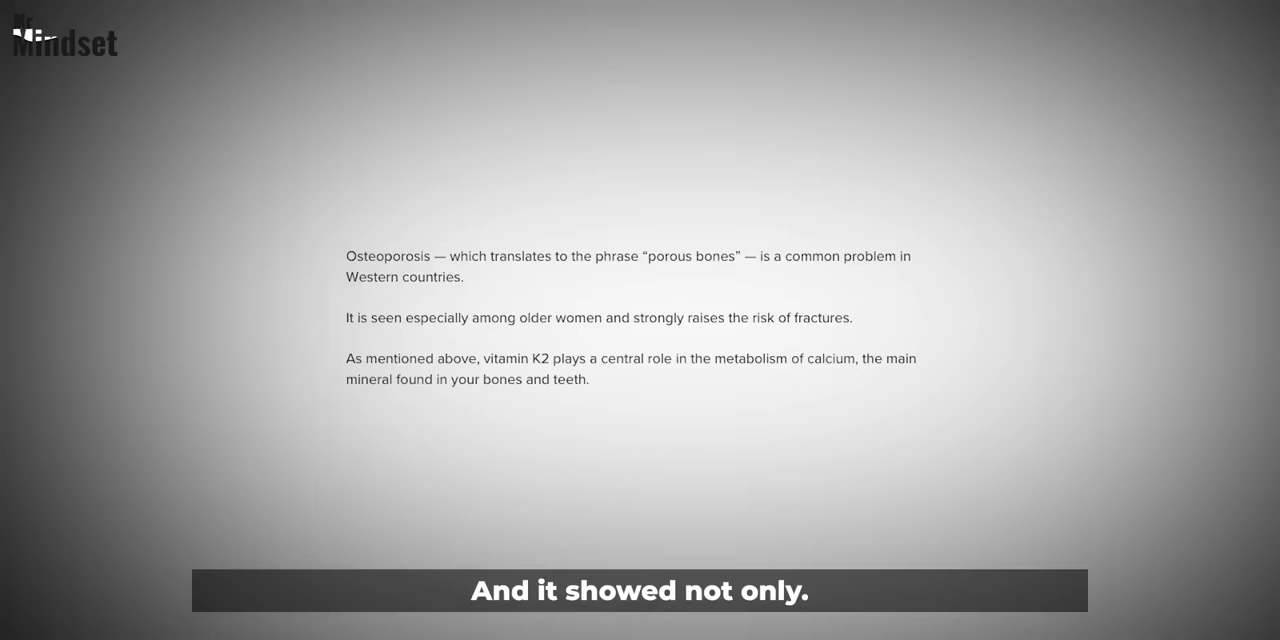 Mr
Mindset
Osteoporosis — which translates to the phrase “porous bones” — is a common problem in
Western countries.
It is seen especially among older women and strongly raises the risk of fractures.
As mentioned above, vitamin K2 plays a central role in the metabolism of calcium, the main
mineral found in your bones and teeth.
And it showed not only.